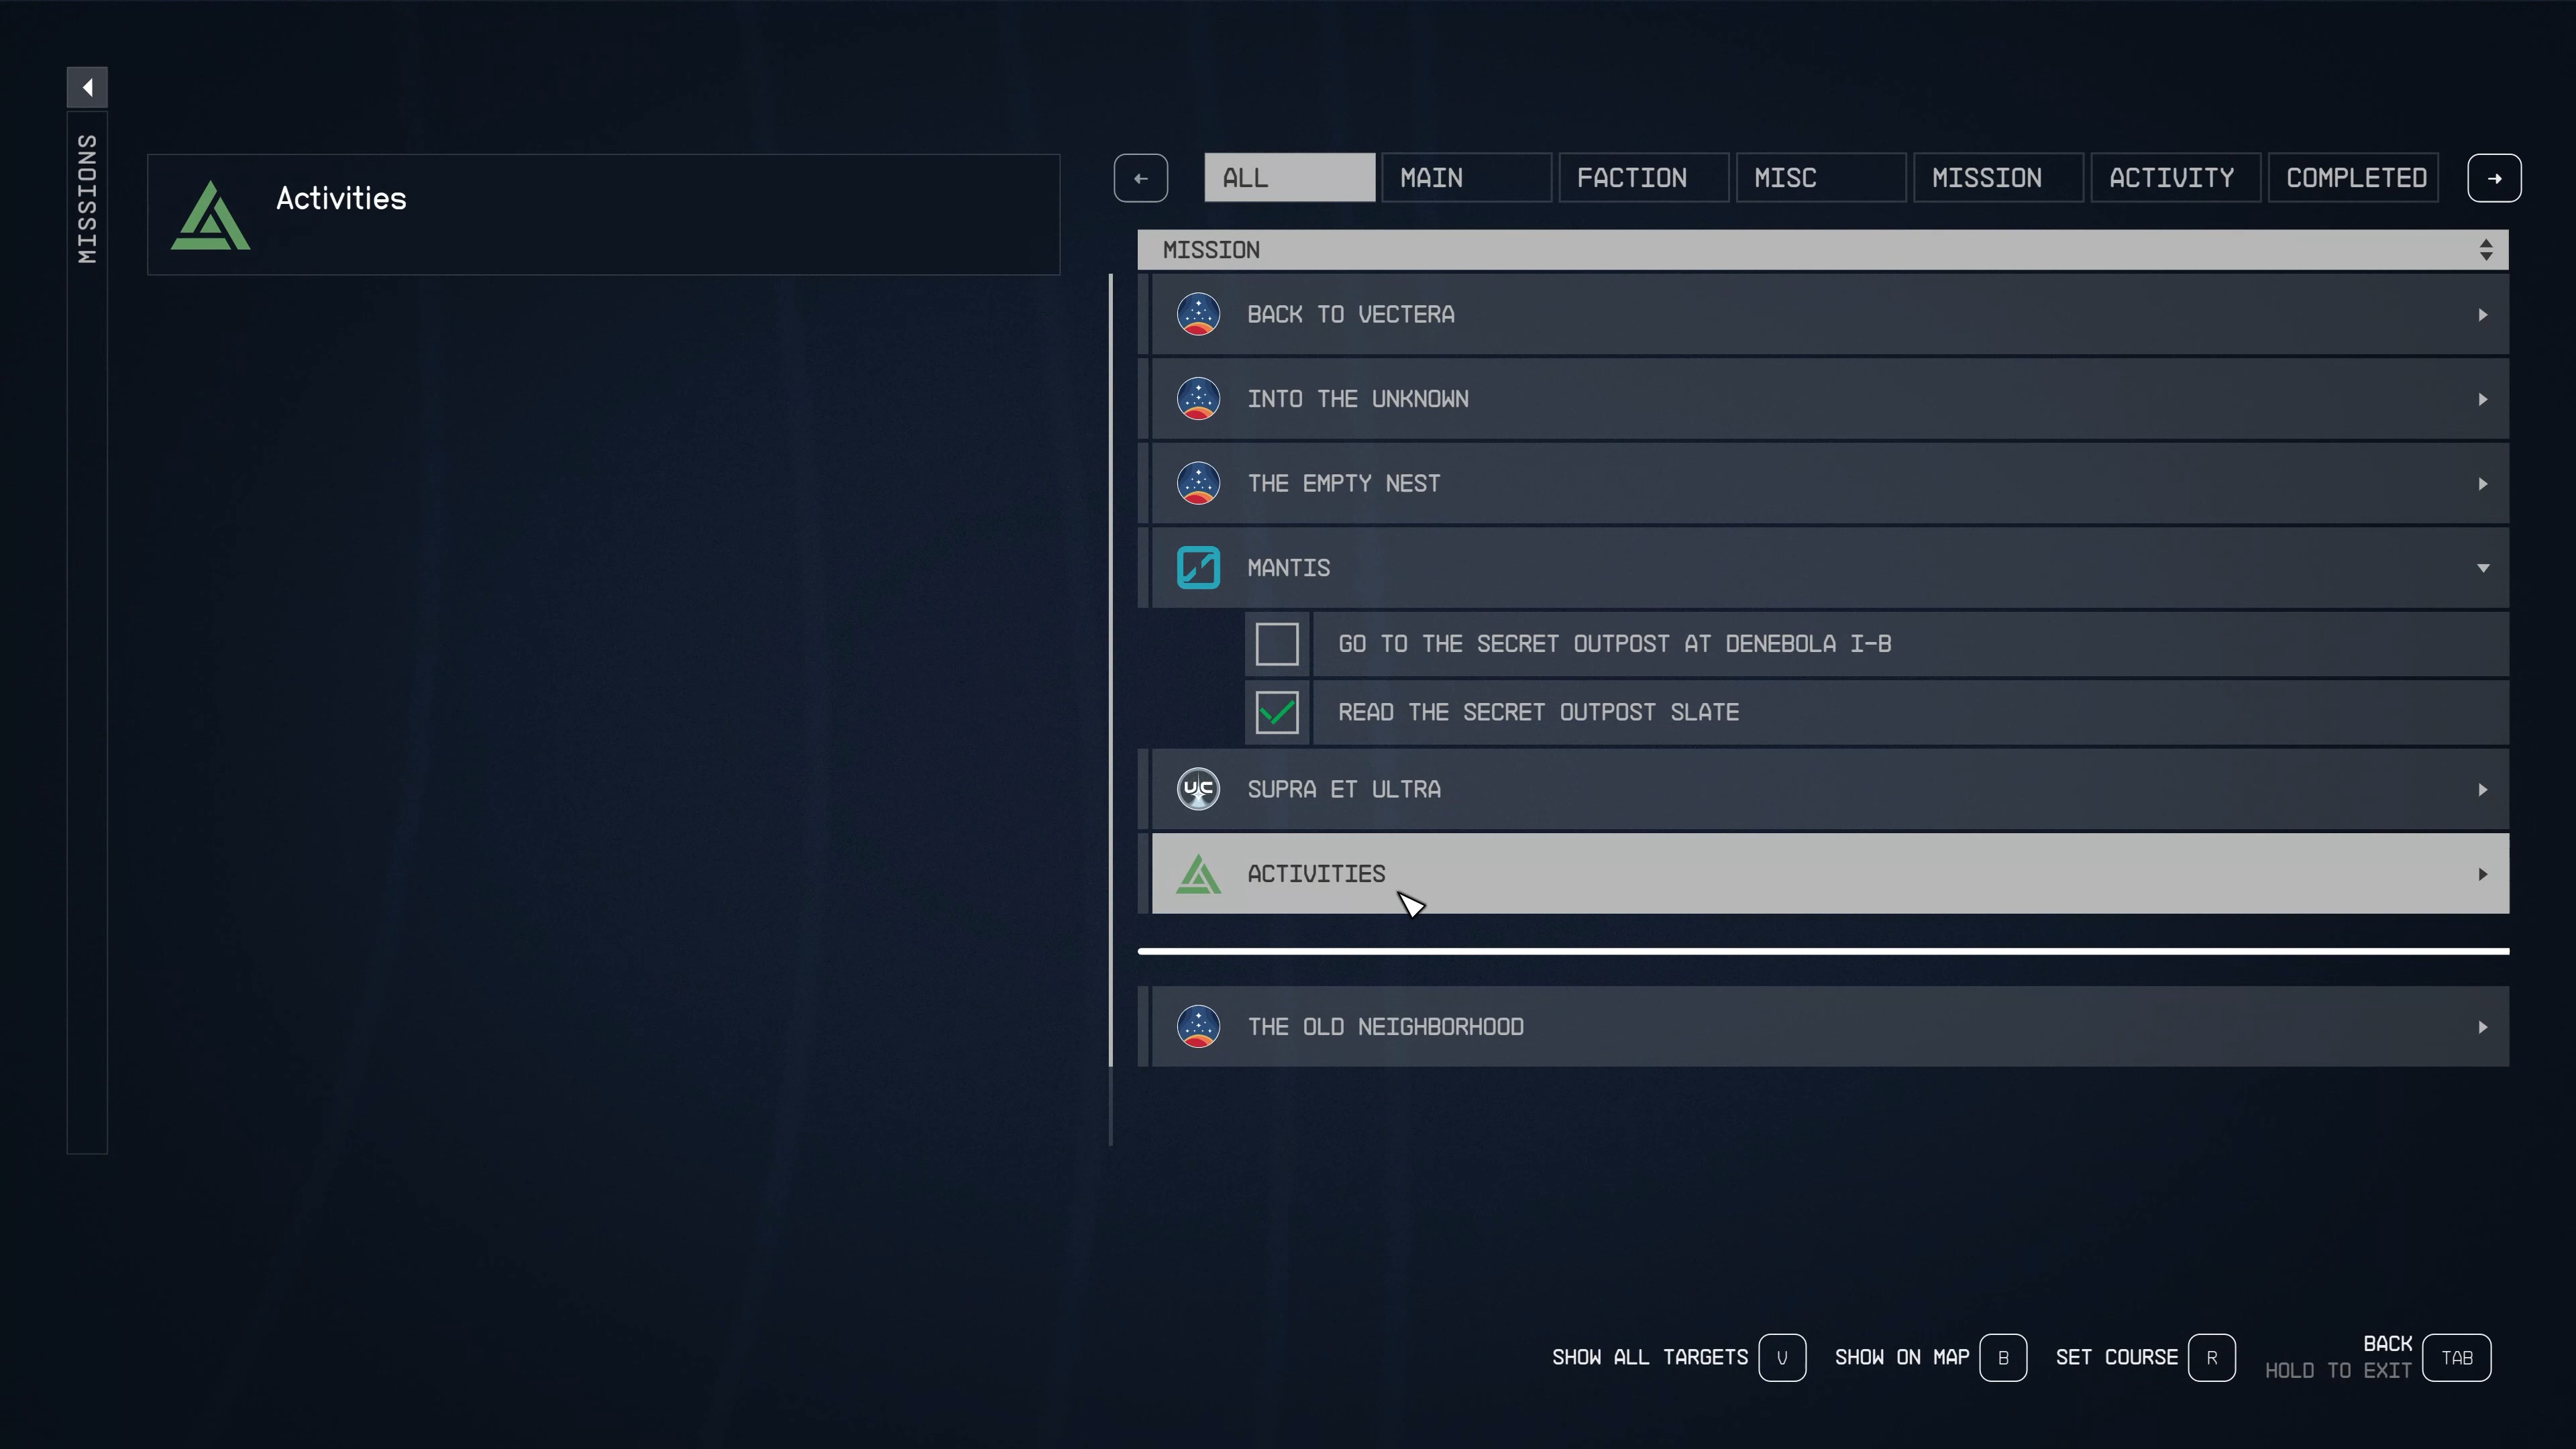 MISSIONS
Activities
ALL
MAIN
FACTION
MISC
MISSION
ACTIVITY
COMPLETED
MISSION
BACK TO VECTERA
INTO THE UNKNOWN
THE EMPTY NEST
MANTIS
GO TO THE SECRET OUTPOST AT DENEBOLA I-B
READ THE SECRET OUTPOST SLATE
UC SUPRA ET ULTRA
ACTIVITIES
THE OLD NEIGHBORHOOD
SHOW ALL TARGETS V
SHOW ON MAP B
SET COURSE R
BACK
HOLD TO EXIT
TAB